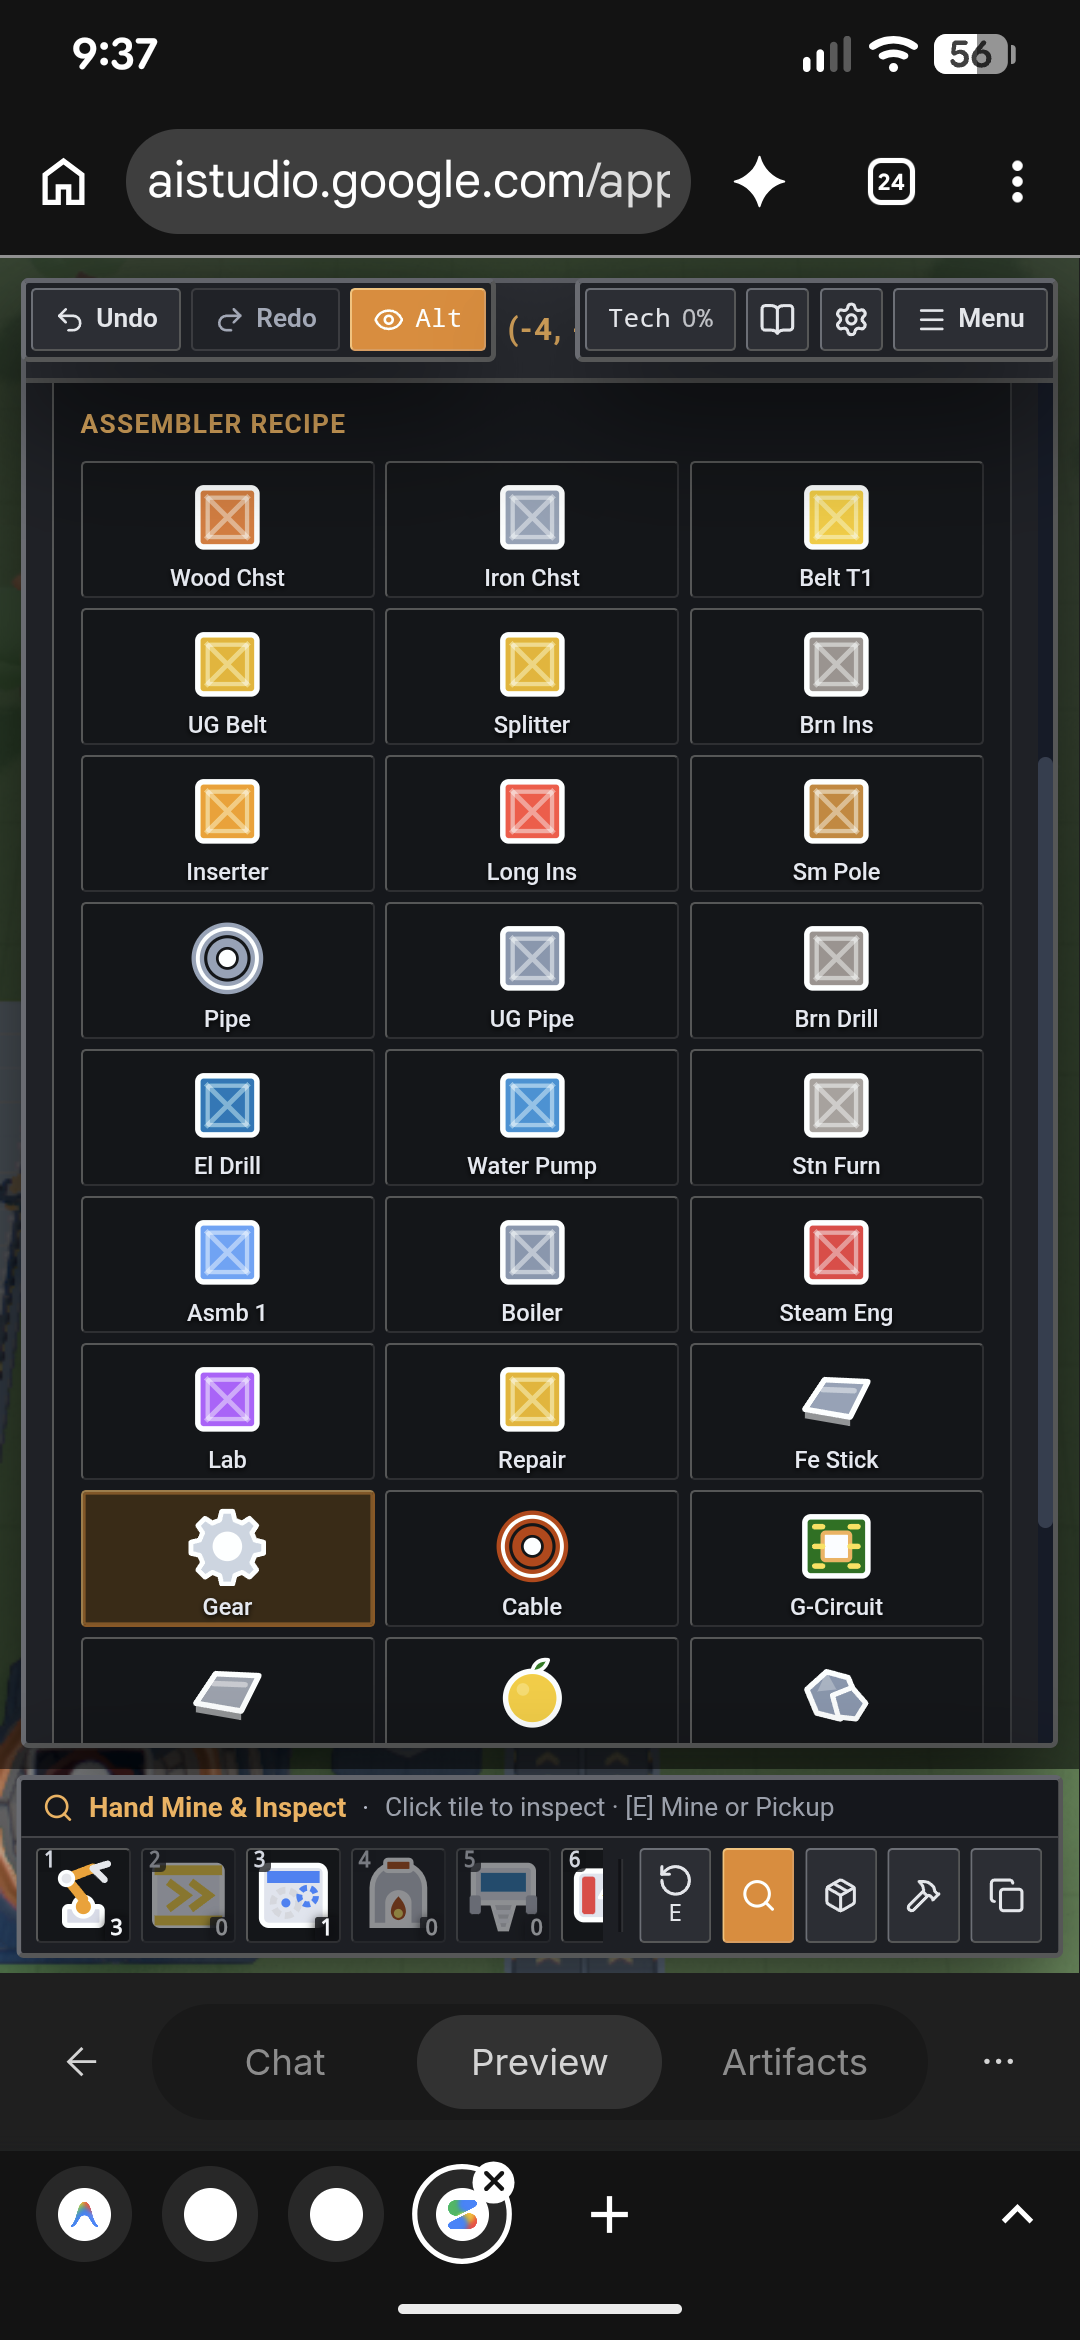 9:37
56
aistudio.google.com/app
24
Undo
Redo
Alt
(-4,
Tech 0%
Menu
ASSEMBLER RECIPE
Wood Chst
Iron Chst
Belt T1
UG Belt
Splitter
Brn Ins
Inserter
Long Ins
Sm Pole
Pipe
UG Pipe
Brn Drill
El Drill
Water Pump
Stn Furn
Asmb 1
Boiler
Steam Eng
Lab
Repair
Fe Stick
Gear
Cable
G-Circuit
Hand Mine & Inspect · Click tile to inspect · [E] Mine or Pickup
1
3
2
0
3
1
4
0
5
0
6
E
Chat
Preview
Artifacts